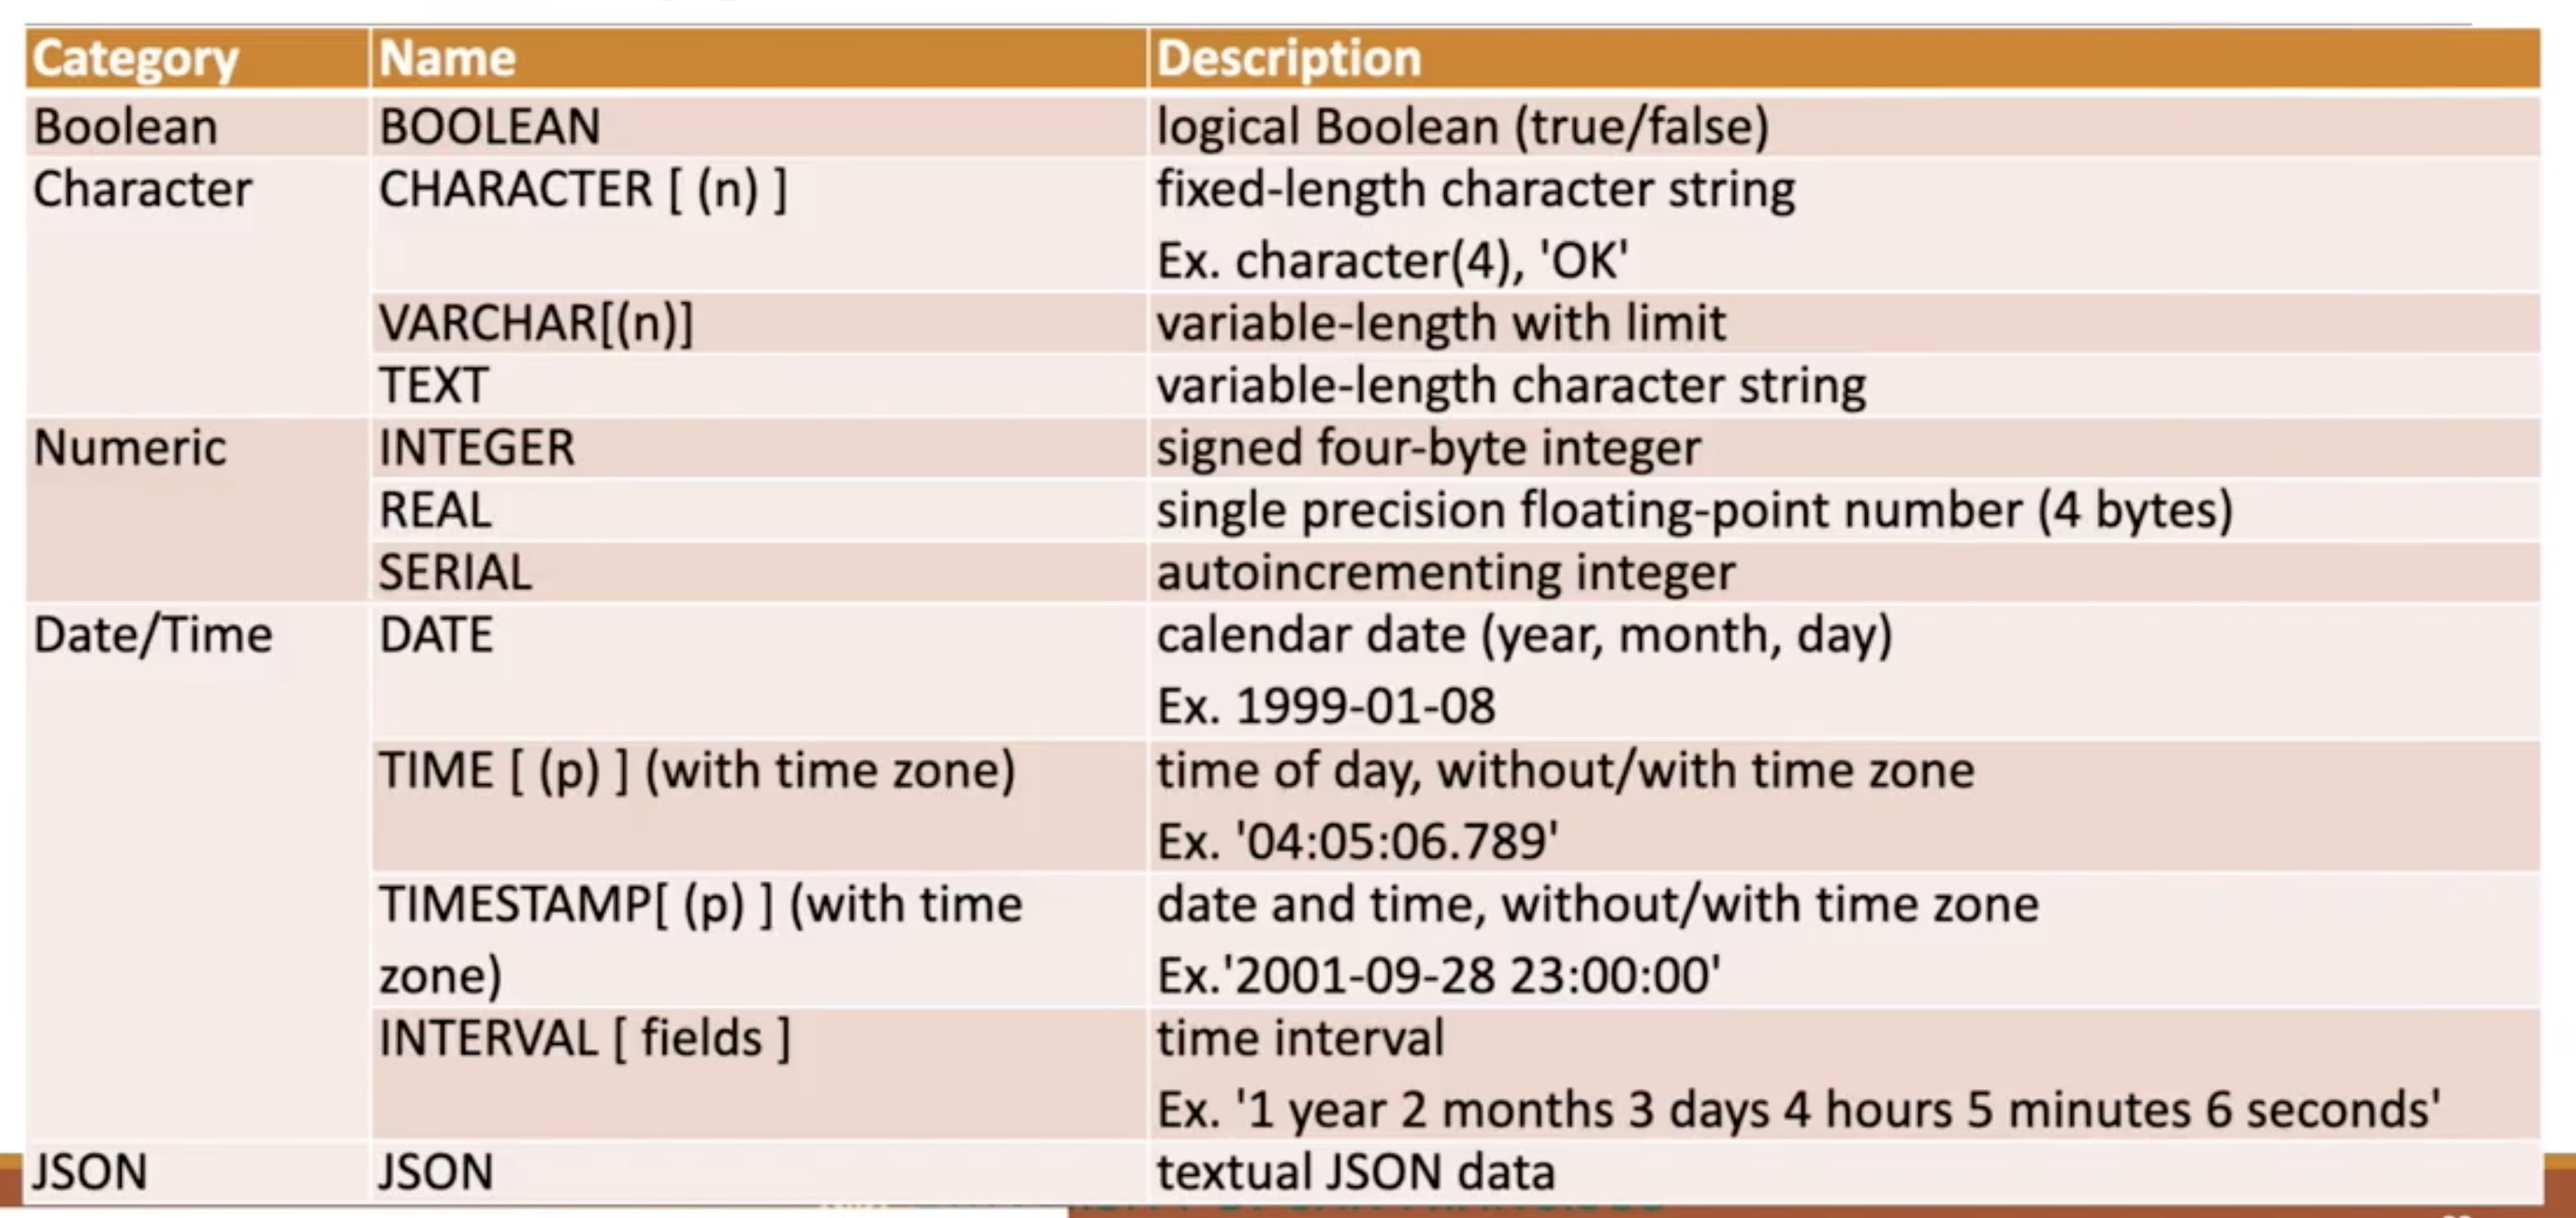 Category Name Description
Boolean BOOLEAN logical Boolean (true/false)
Character CHARACTER [ (n) ] fixed-length character string
Ex. character(4), 'OK'
VARCHAR[(n)] variable-length with limit
TEXT variable-length character string
Numeric INTEGER signed four-byte integer
REAL single precision floating-point number (4 bytes)
SERIAL autoincrementing integer
Date/Time DATE calendar date (year, month, day)
Ex. 1999-01-08
TIME [ (p) ] (with time zone) time of day, without/with time zone
Ex. '04:05:06.789'
TIMESTAMP[ (p) ] (with time date and time, without/with time zone
zone) Ex.'2001-09-28 23:00:00'
INTERVAL [ fields ] time interval
Ex. '1 year 2 months 3 days 4 hours 5 minutes 6 seconds'
JSON JSON textual JSON data